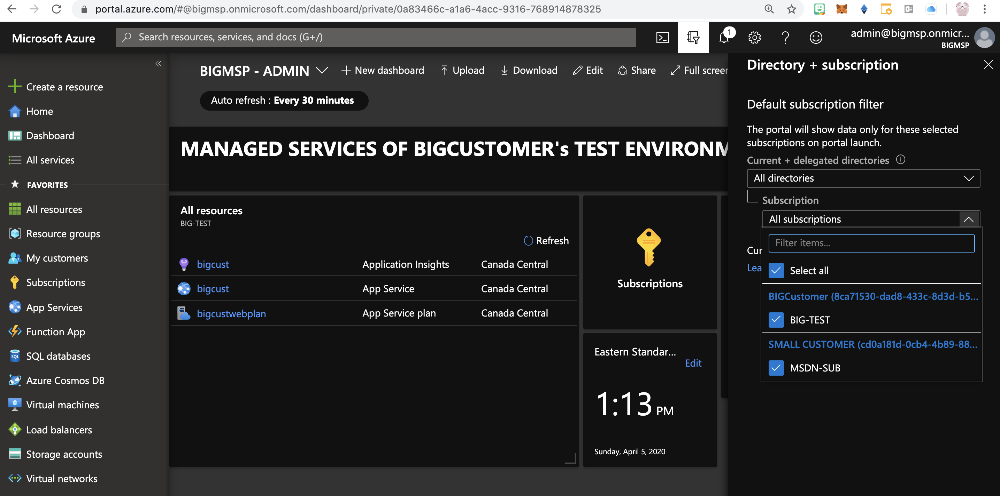 portal.azure.com/#@bigmsp.onmicrosoft.com/dashboard/private/0a83466c-a1a6-4acc-9316-768914878325
Microsoft Azure
Search resources, services, and docs (G+/)
1
admin@bigmsp.onmicr...
BIGMSP
Create a resource
Home
Dashboard
All services
FAVORITES
All resources
Resource groups
My customers
Subscriptions
App Services
Function App
SQL databases
Azure Cosmos DB
Virtual machines
Load balancers
Storage accounts
Virtual networks
BIGMSP - ADMIN
New dashboard
Upload
Download
Edit
Share
Full screen
Auto refresh : Every 30 minutes
MANAGED SERVICES OF BIGCUSTOMER's TEST ENVIRONM
All resources
BIG-TEST
Refresh
bigcust Application Insights Canada Central
bigcust App Service Canada Central
bigcustwebplan App Service plan Canada Central
Subscriptions
Eastern Standar...
Edit
1:13 PM
Sunday, April 5, 2020
Directory + subscription
Default subscription filter
The portal will show data only for these selected
subscriptions on portal launch.
Current + delegated directories
All directories
Subscription
All subscriptions
Filter items...
Cur
Lea
Select all
BIGCustomer (8ca71530-dad8-433c-8d3d-b5...
BIG-TEST
SMALL CUSTOMER (cd0a181d-0cb4-4b89-88...
MSDN-SUB